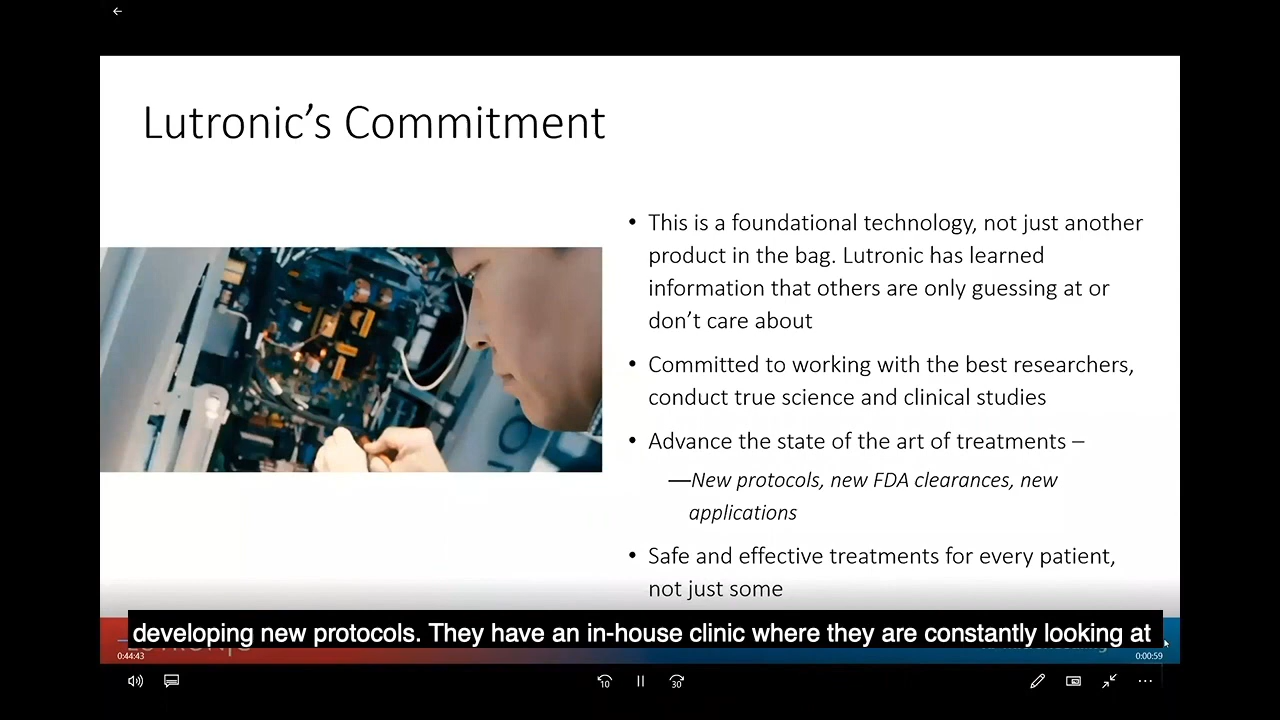 Lutronic’s Commitment
• This is a foundational technology, not just another
product in the bag. Lutronic has learned
information that others are only guessing at or
don’t care about
• Committed to working with the best researchers,
conduct true science and clinical studies
• Advance the state of the art of treatments –
—New protocols, new FDA clearances, new
applications
• Safe and effective treatments for every patient,
not just some
developing new protocols. They have an in-house clinic where they are constantly looking at
0:44:43
0:00:59
10
30